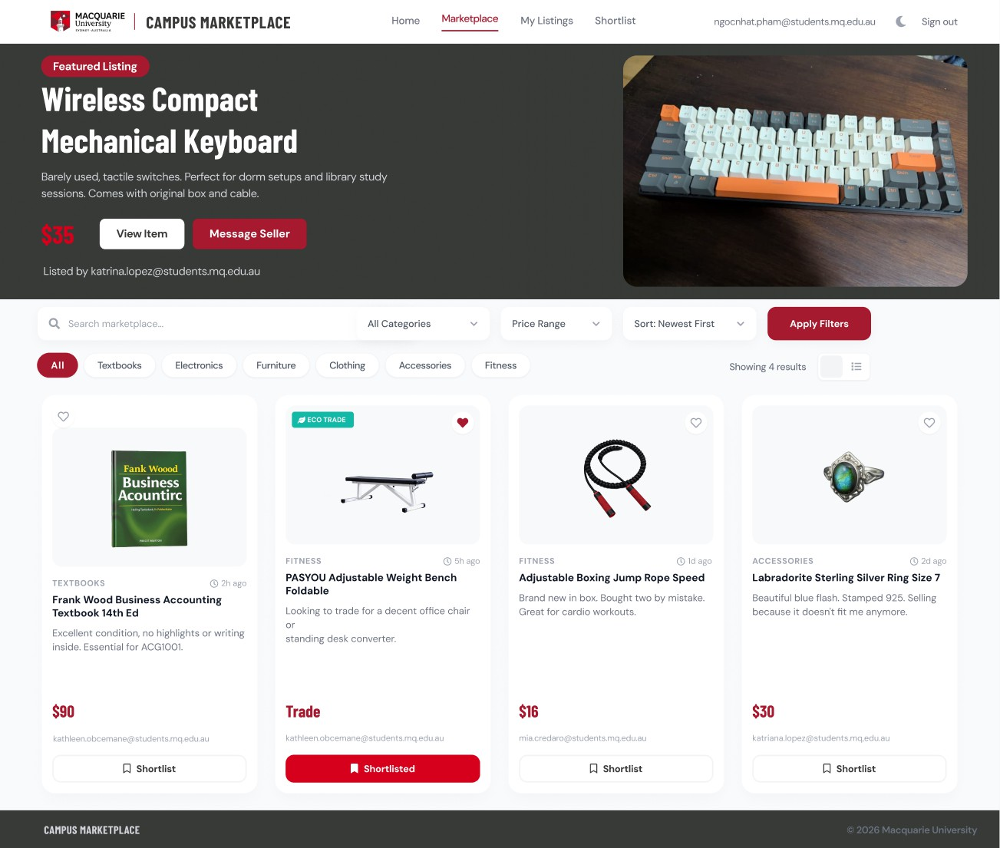 MACQUARIE
University
SYDNEY·AUSTRALIA
CAMPUS MARKETPLACE
Home
Marketplace
My Listings
Shortlist
ngocnhat.pham@students.mq.edu.au
Sign out
Featured Listing
Wireless Compact
Mechanical Keyboard
Barely used, tactile switches. Perfect for dorm setups and library study
sessions. Comes with original box and cable.
$35
View Item
Message Seller
Listed by katrina.lopez@students.mq.edu.au
Search marketplace...
All Categories
Price Range
Sort: Newest First
Apply Filters
All
Textbooks
Electronics
Furniture
Clothing
Accessories
Fitness
Showing 4 results
Fank Woood
Business
Acountirc
TEXTBOOKS
2h ago
Frank Wood Business Accounting
Textbook 14th Ed
Excellent condition, no highlights or writing
inside. Essential for ACG1001.
$90
kathleen.obcemane@students.mq.edu.au
Shortlist
ECO TRADE
FITNESS
5h ago
PASYOU Adjustable Weight Bench
Foldable
Looking to trade for a decent office chair
or
standing desk converter.
Trade
kathleen.obcemane@students.mq.edu.au
Shortlisted
FITNESS
1d ago
Adjustable Boxing Jump Rope Speed
Brand new in box. Bought two by mistake.
Great for cardio workouts.
$16
mia.credaro@students.mq.edu.au
Shortlist
ACCESSORIES
2d ago
Labradorite Sterling Silver Ring Size 7
Beautiful blue flash. Stamped 925. Selling
because it doesn't fit me anymore.
$30
katriana.lopez@students.mq.edu.au
Shortlist
CAMPUS MARKETPLACE
© 2026 Macquarie University